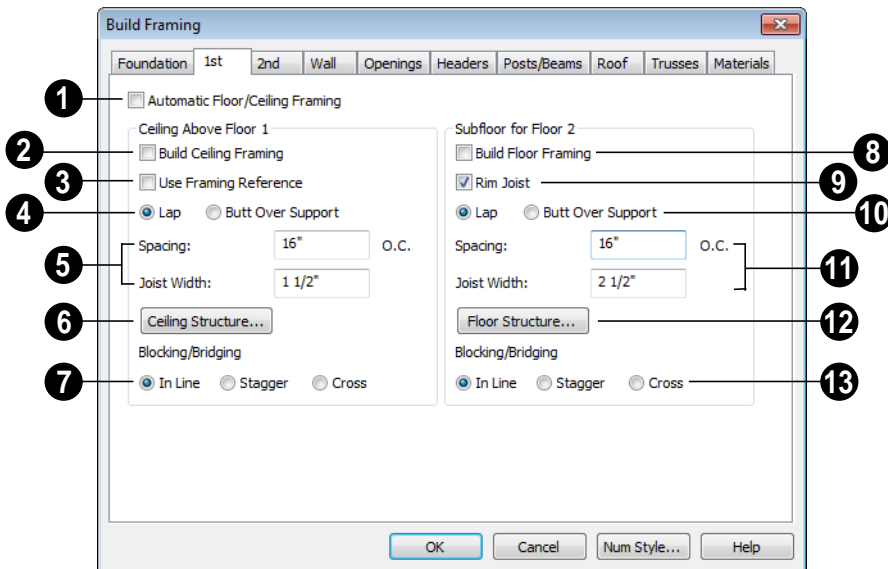 Build Framing
Foundation 1st 2nd Wall Openings Headers Posts/Beams Roof Trusses Materials
1 Automatic Floor/Ceiling Framing
Ceiling Above Floor 1 Subfloor for Floor 2
2 Build Ceiling Framing Build Floor Framing 8
3 Use Framing Reference Rim Joist 9
4 Lap Butt Over Support Lap Butt Over Support 10
Spacing: 16" O.C. Spacing: 16" O.C.
5 11
Joist Width: 1 1/2" Joist Width: 2 1/2"
6 Ceiling Structure... Floor Structure... 12
Blocking/Bridging Blocking/Bridging
7 In Line Stagger Cross In Line Stagger Cross 13
OK Cancel Num Style... Help